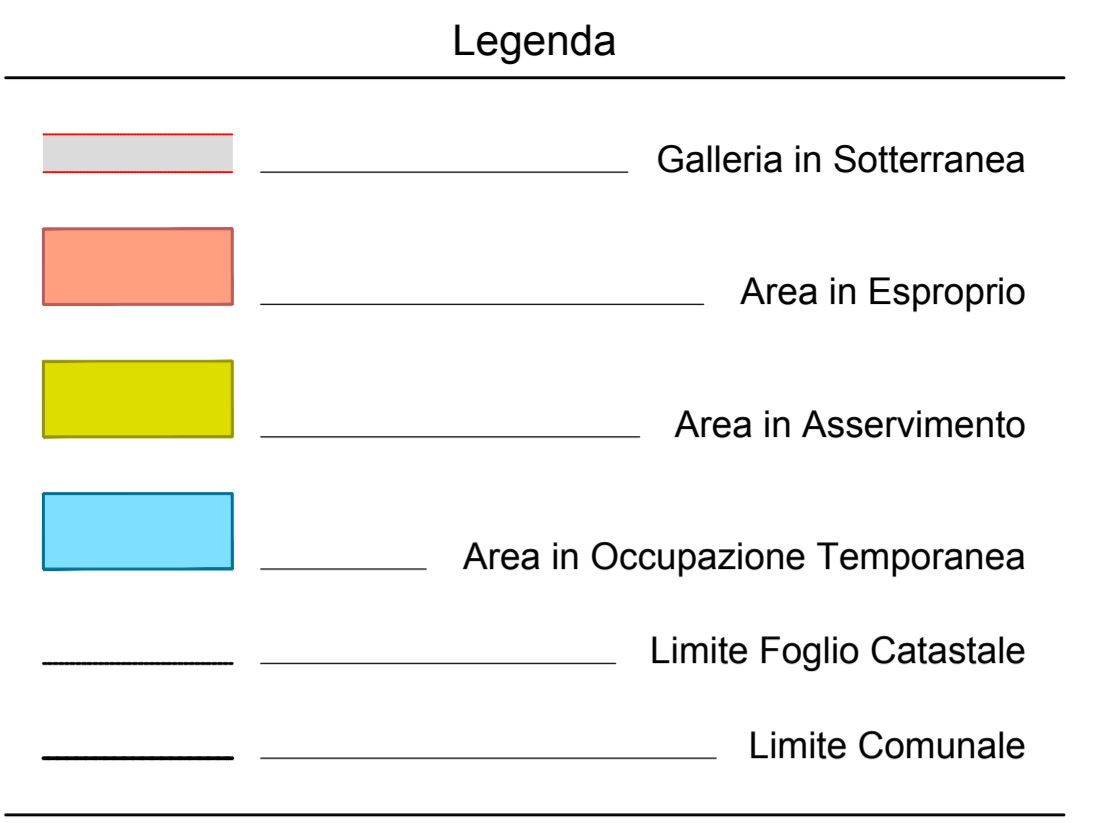 Legenda
Galleria in Sotterranea
Area in Esproprio
Area in Asservimento
Area in Occupazione Temporanea
Limite Foglio Catastale
Limite Comunale